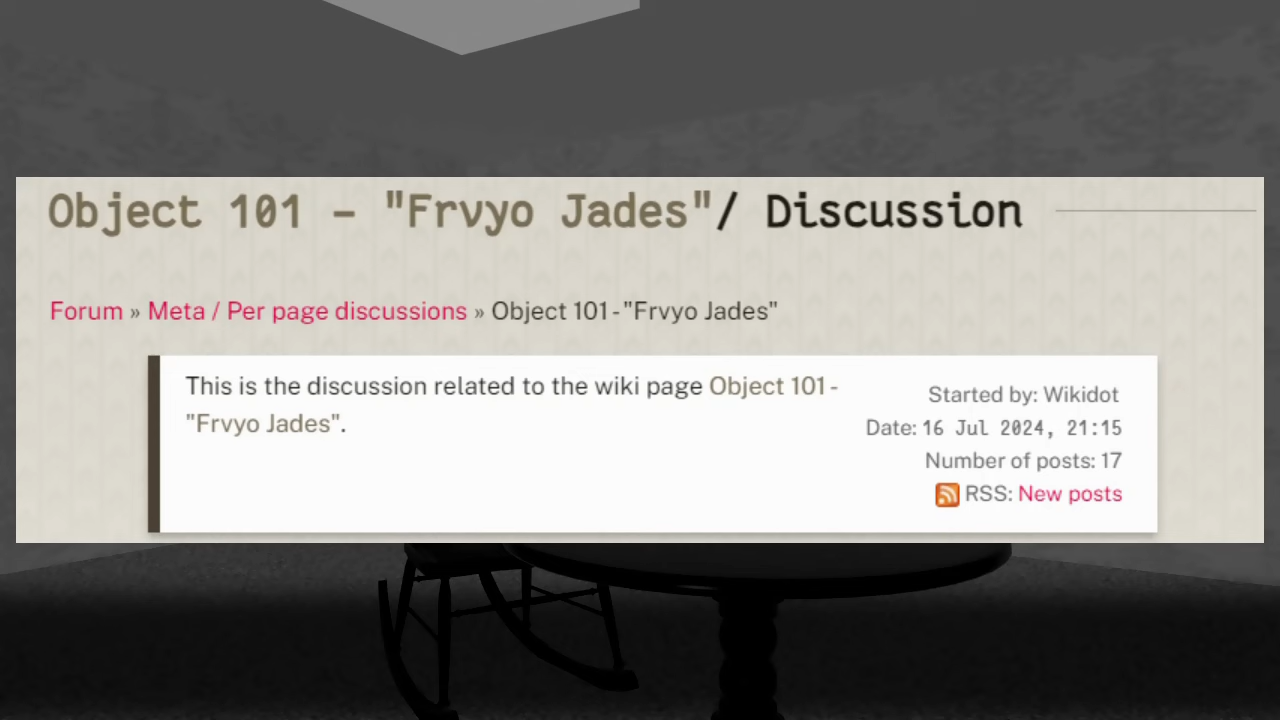 Object 101 - "Frvyo Jades"/ Discussion
Forum » Meta / Per page discussions » Object 101 - "Frvyo Jades"
This is the discussion related to the wiki page Object 101 -
"Frvyo Jades".
Started by: Wikidot
Date: 16 Jul 2024, 21:15
Number of posts: 17
RSS: New posts